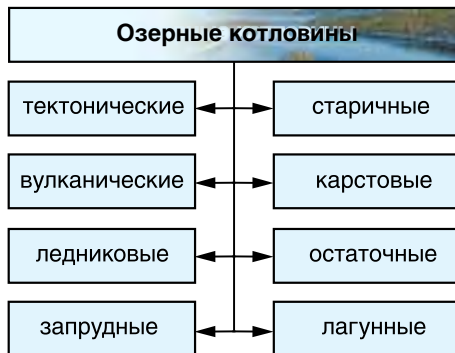 Озерные котловины
тектонические
старичные
вулканические
карстовые
ледниковые
остаточные
запрудные
лагунные